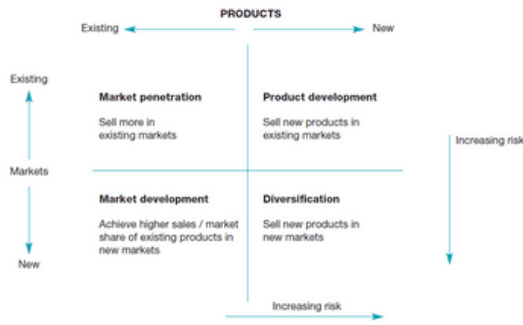 PRODUCTS
Existing
New
Existing
Markets
New
Market penetration
Sell more in
existing markets
Product development
Sell new products in
existing markets
Increasing risk
Market development
Achieve higher sales / market
share of existing products in
new markets
Diversification
Sell new products in
new markets
Increasing risk